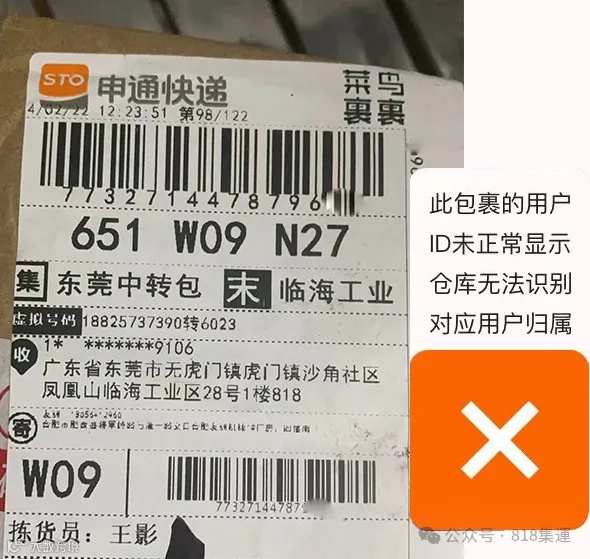 STO 申通快递
菜鸟
裹裹
4/02/22 12:23:51 第98/122
77327144787 96
651 W09 N27
集 东莞中转包 末 临海工业
虚拟号码 18825737390转6023
收 1* *******9106
广东省东莞市无虎门镇虎门镇沙角社区
凤凰山临海工业区28号1楼818
寄
W09
77327144787
拣货员：王影
此包裹的用户
ID未正常显示
仓库无法识别
对应用户归属
公众号·818集運